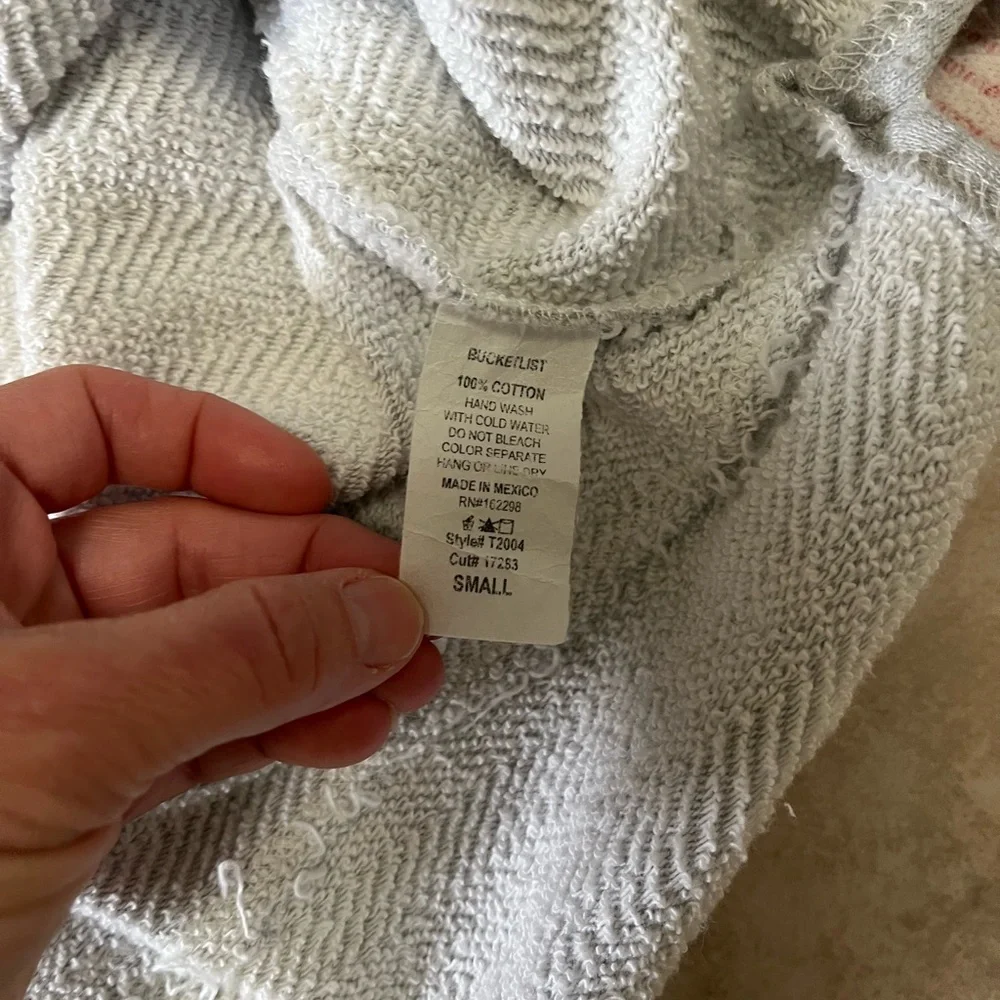 BUCKETLIST
100% COTTON
HAND WASH
WITH COLD WATER
DO NOT BLEACH
COLOR SEPARATE
HANG OR LINE DRY
MADE IN MEXICO
RN#162298
Style# T2004
Cut# 17283
SMALL